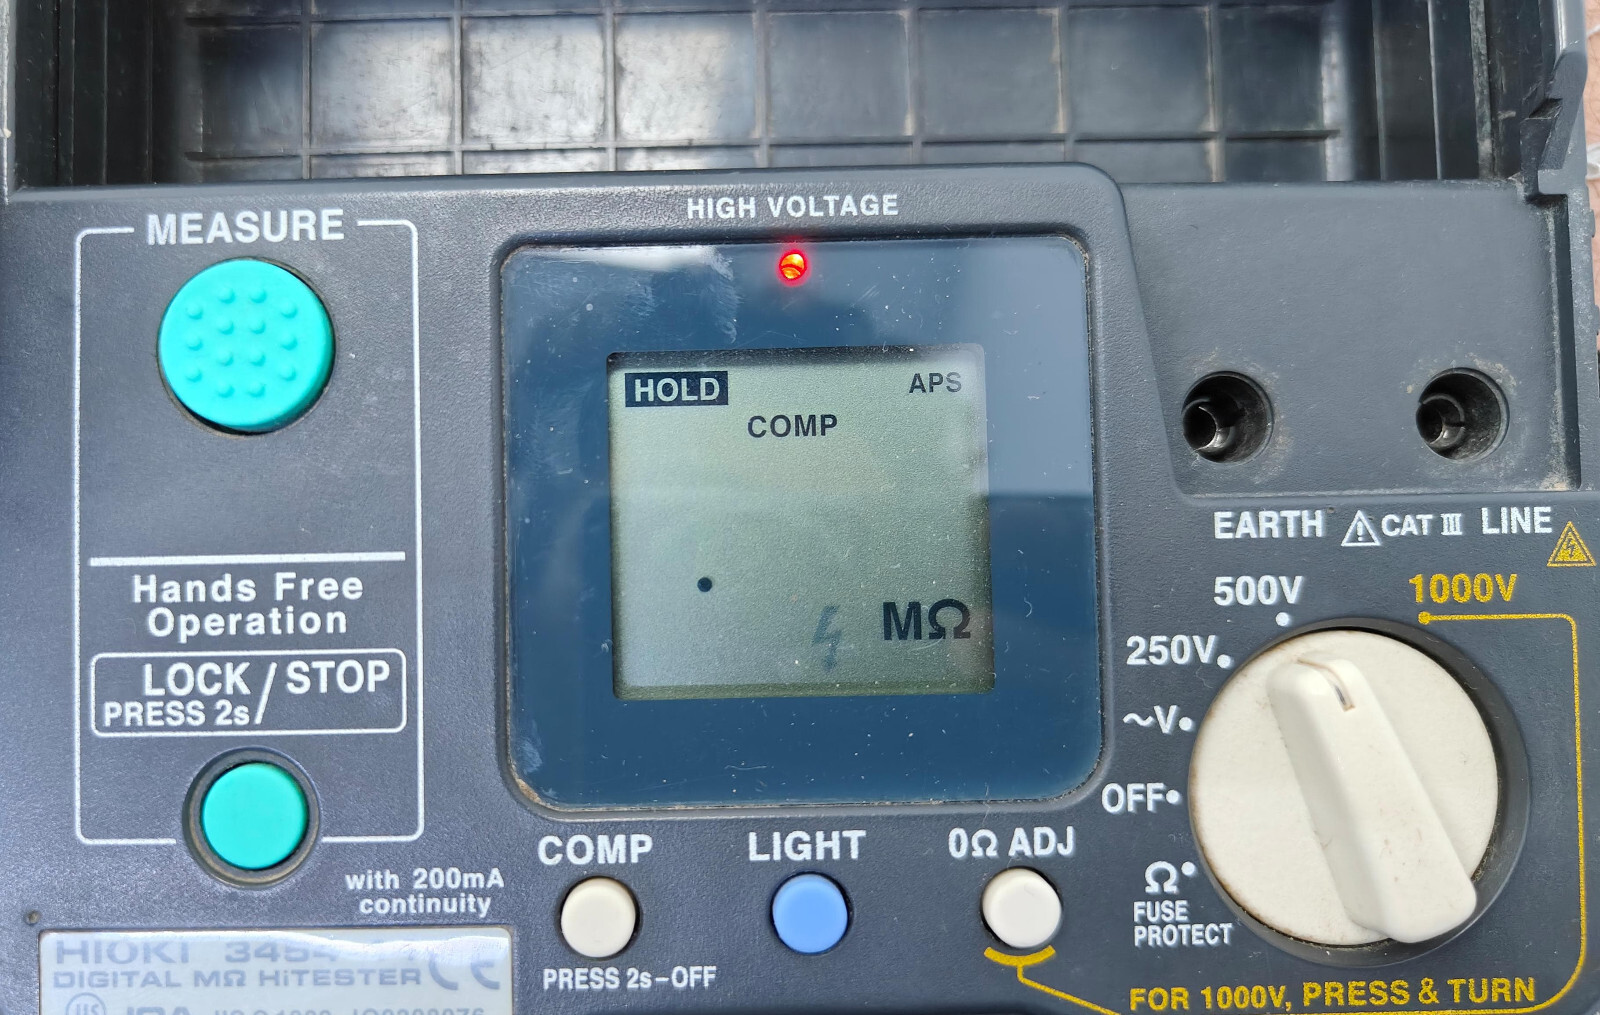 HIGH VOLTAGE
MEASURE
HOLD
APS
COMP
MΩ
Hands Free
Operation
LOCK / STOP
PRESS 2s
with 200mA
continuity
COMP
LIGHT
0Ω ADJ
PRESS 2s-OFF
EARTH CAT III LINE
500V
1000V
250V
~V
OFF
Ω
FUSE
PROTECT
FOR 1000V, PRESS & TURN
HIOKI
DIGITAL MΩ HiTESTER CE